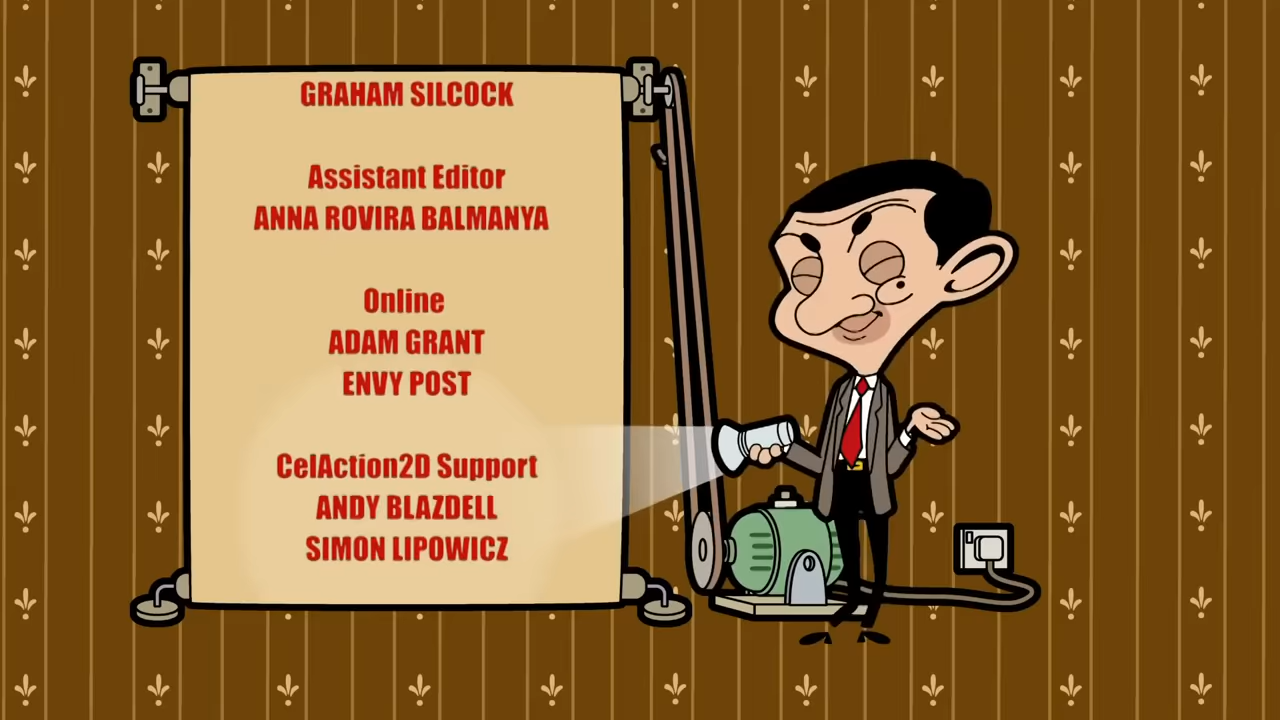 GRAHAM SILCOCK
Assistant Editor
ANNA ROVIRA BALMANYA
Online
ADAM GRANT
ENVY POST
CelAction2D Support
ANDY BLAZDELL
SIMON LIPOWICZ